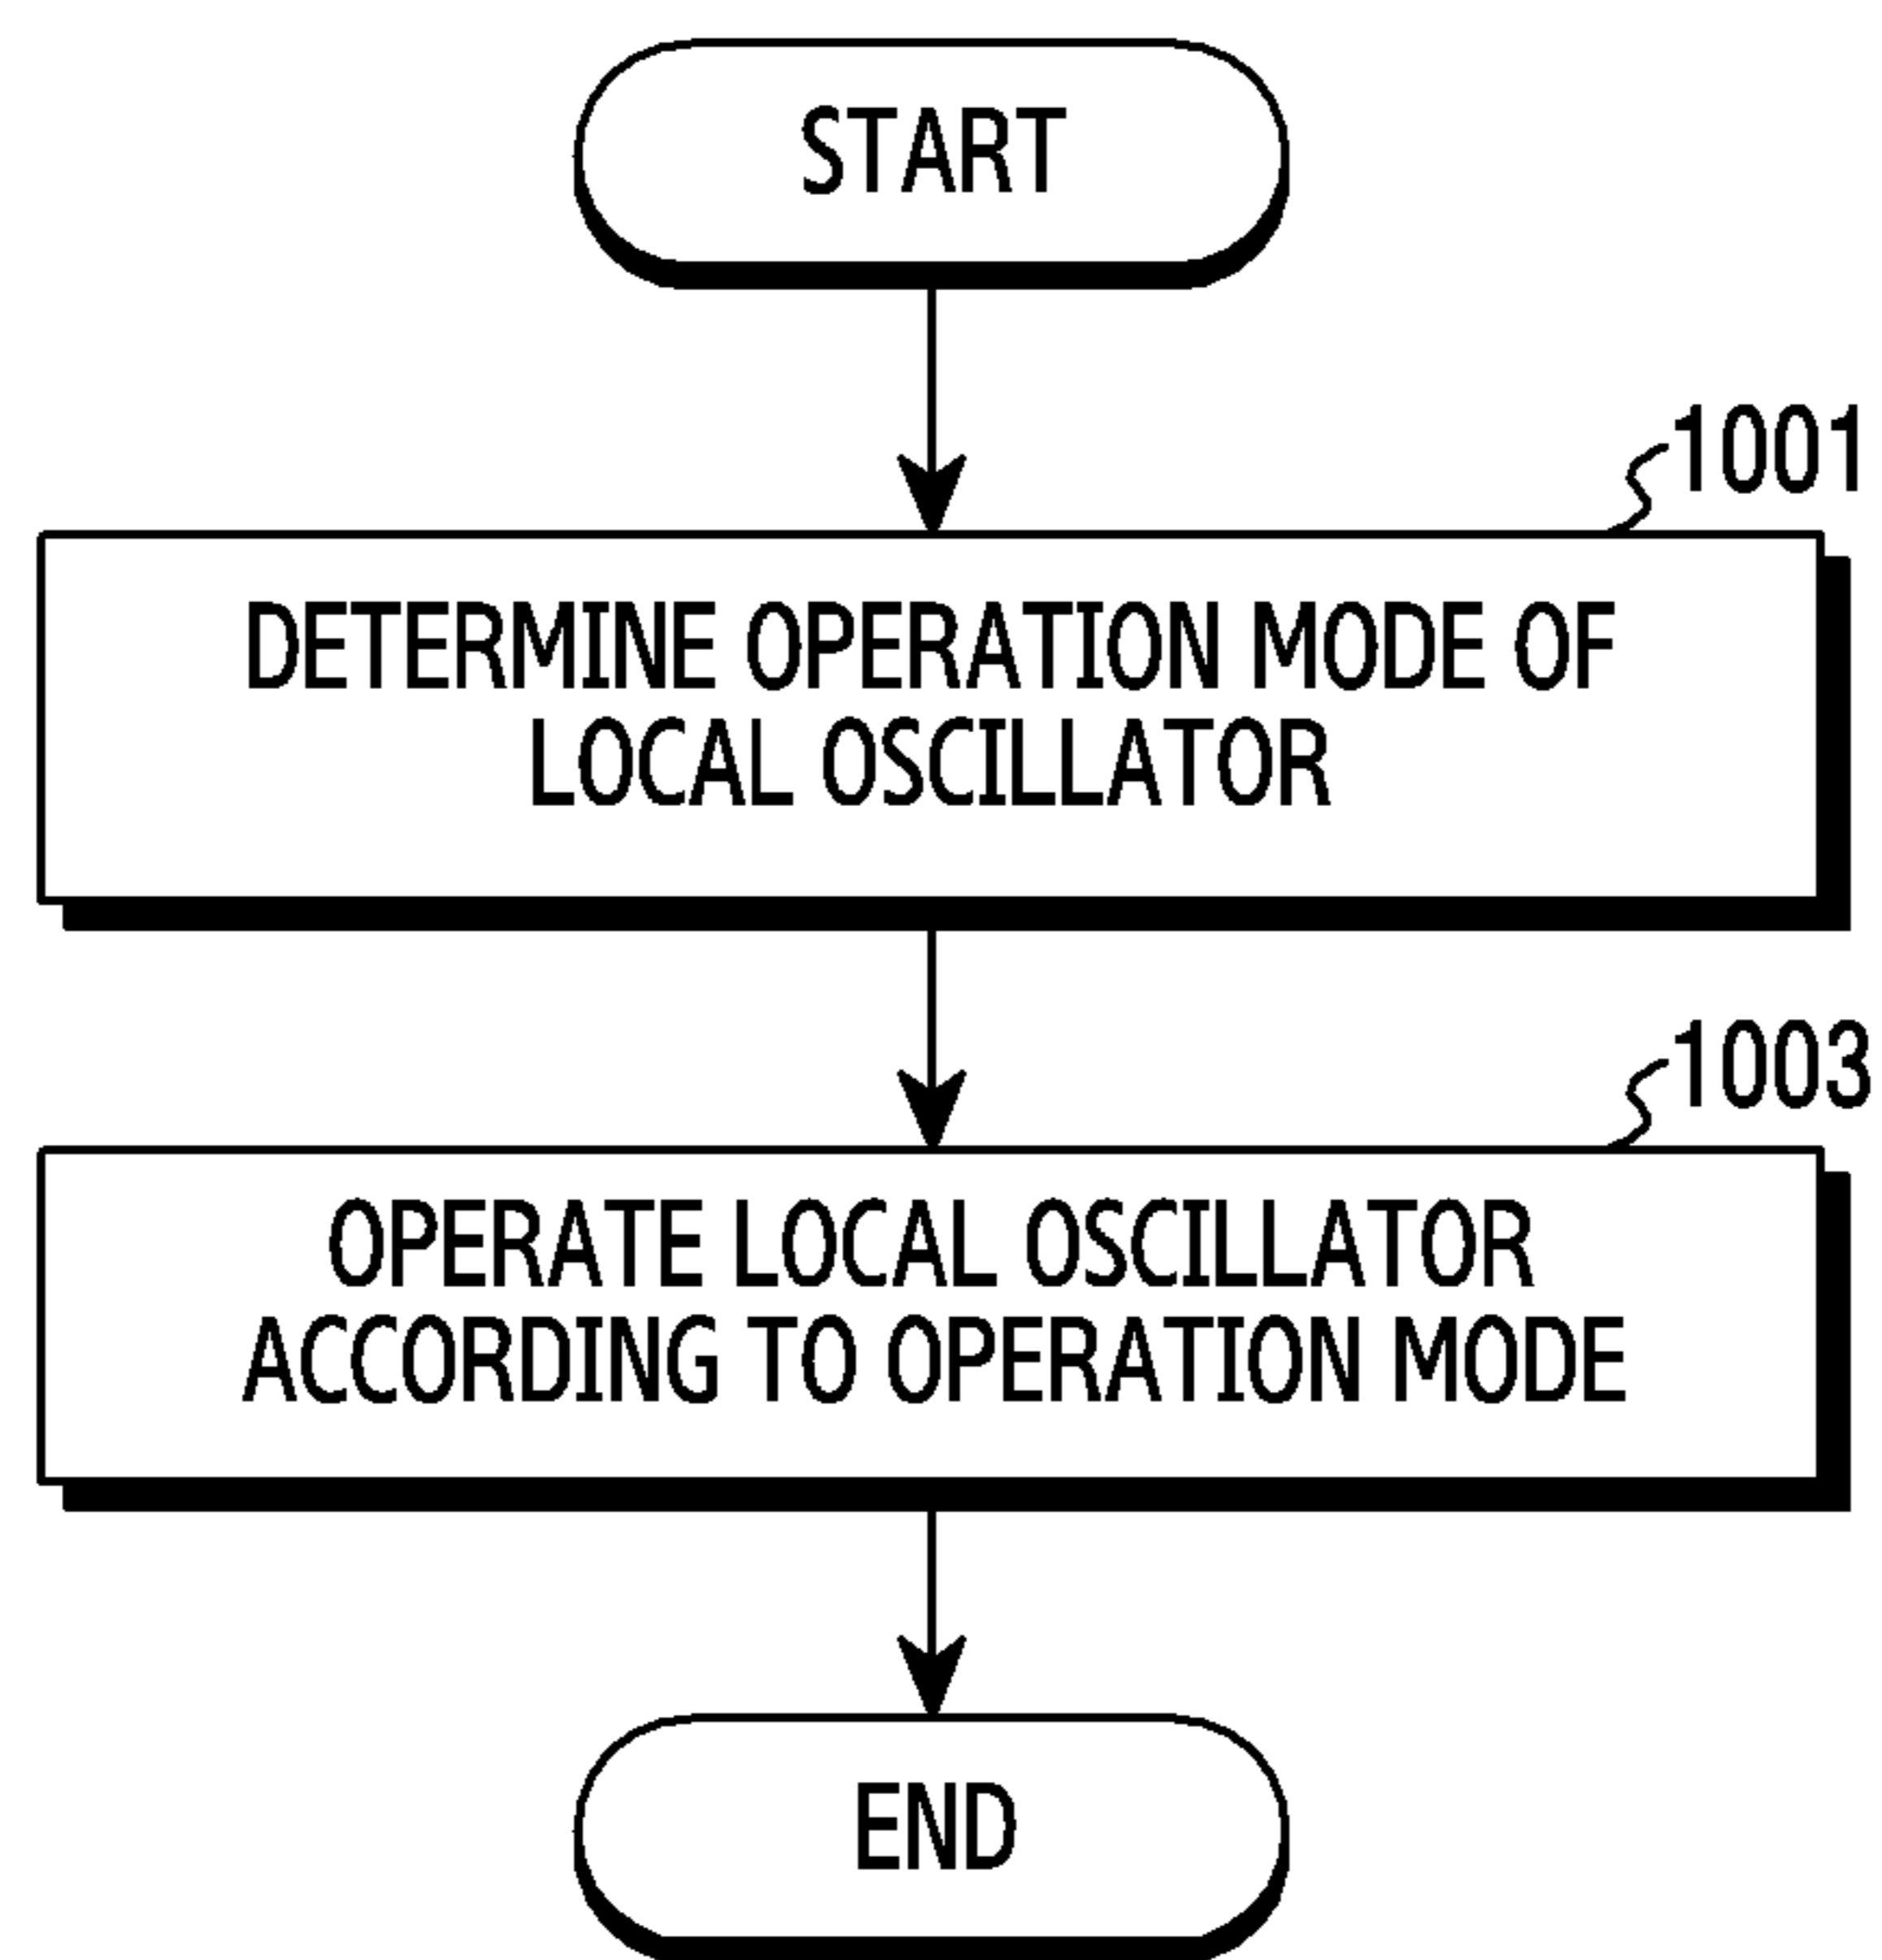 START
1001
DETERMINE OPERATION MODE OF
LOCAL OSCILLATOR
1003
OPERATE LOCAL OSCILLATOR
ACCORDING TO OPERATION MODE
END